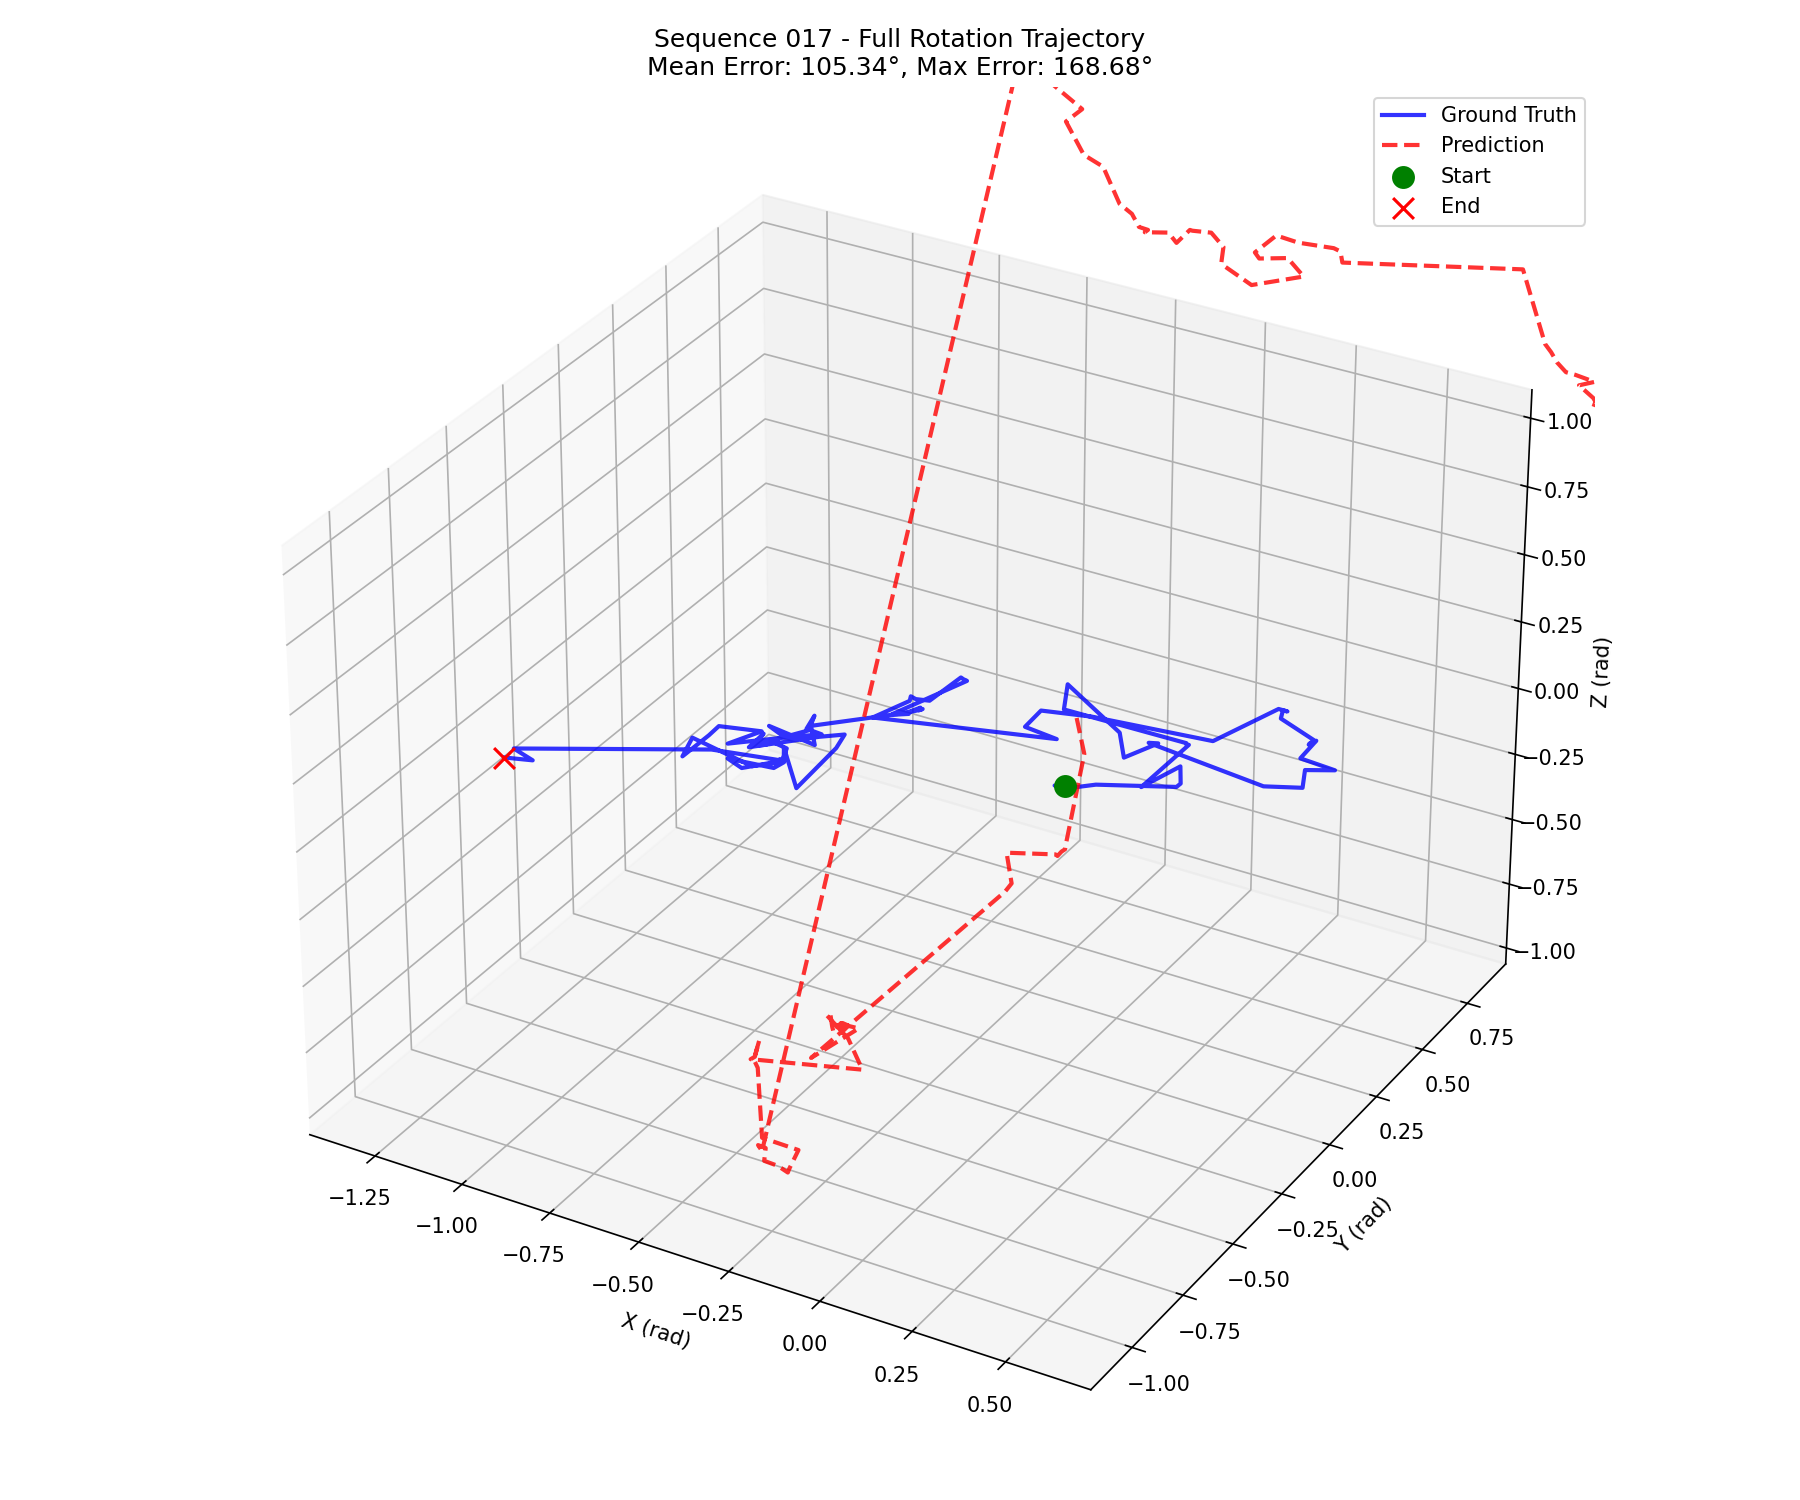 Sequence 017 - Full Rotation Trajectory
Mean Error: 105.34°, Max Error: 168.68°
Ground Truth
Prediction
Start
End
1.00
0.75
0.50
0.25
0.00
−0.25
−0.50
−0.75
−1.00
Z (rad)
0.75
0.50
0.25
0.00
−0.25
−0.50
−0.75
−1.00
Y (rad)
−1.25
−1.00
−0.75
−0.50
−0.25
0.00
0.25
0.50
X (rad)